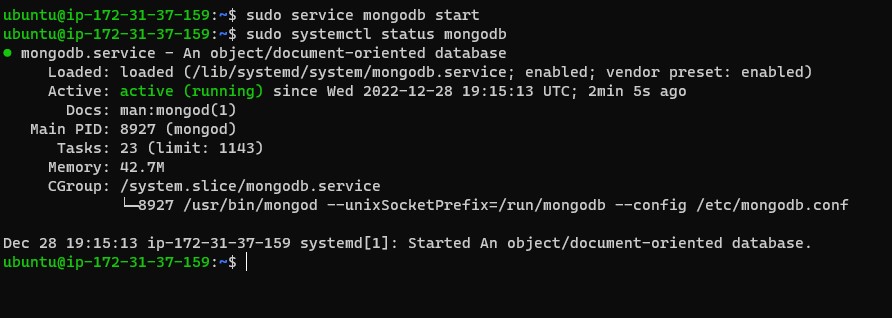 ubuntu@ip-172-31-37-159:~$ sudo service mongodb start
ubuntu@ip-172-31-37-159:~$ sudo systemctl status mongodb
● mongodb.service - An object/document-oriented database
     Loaded: loaded (/lib/systemd/system/mongodb.service; enabled; vendor preset: enabled)
     Active: active (running) since Wed 2022-12-28 19:15:13 UTC; 2min 5s ago
       Docs: man:mongod(1)
   Main PID: 8927 (mongod)
      Tasks: 23 (limit: 1143)
     Memory: 42.7M
     CGroup: /system.slice/mongodb.service
             └─8927 /usr/bin/mongod --unixSocketPrefix=/run/mongodb --config /etc/mongodb.conf

Dec 28 19:15:13 ip-172-31-37-159 systemd[1]: Started An object/document-oriented database.
ubuntu@ip-172-31-37-159:~$